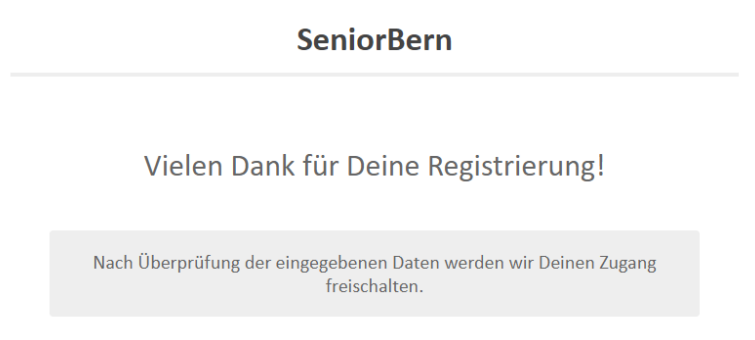 SeniorBern
Vielen Dank für Deine Registrierung!
Nach Überprüfung der eingegebenen Daten werden wir Deinen Zugang
freischalten.